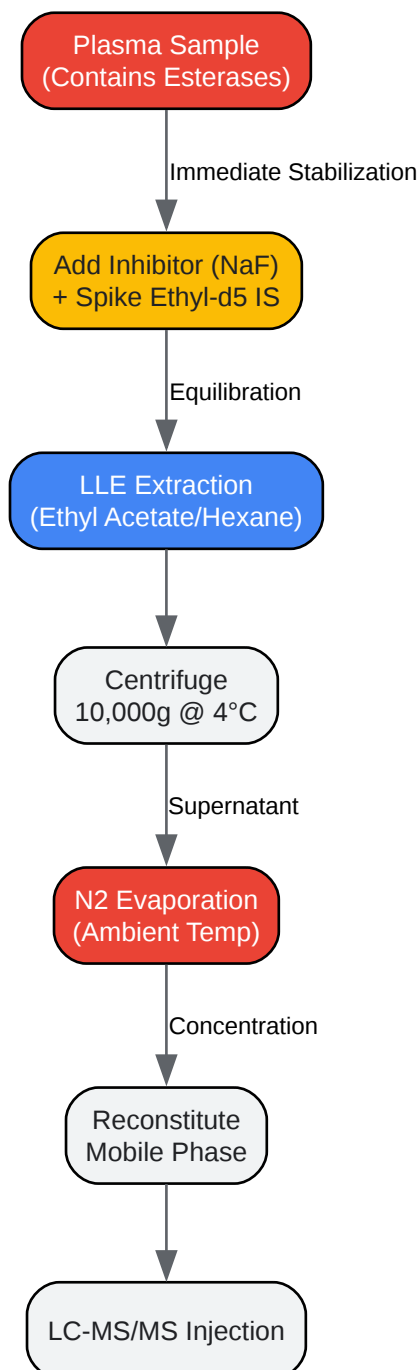 Plasma Sample
(Contains Esterases)
Immediate Stabilization
Add Inhibitor (NaF)
+ Spike Ethyl-d5 IS
Equilibration
LLE Extraction
(Ethyl Acetate/Hexane)
Centrifuge
10,000g @ 4°C
Supernatant
N2 Evaporation
(Ambient Temp)
Concentration
Reconstitute
Mobile Phase
LC-MS/MS Injection